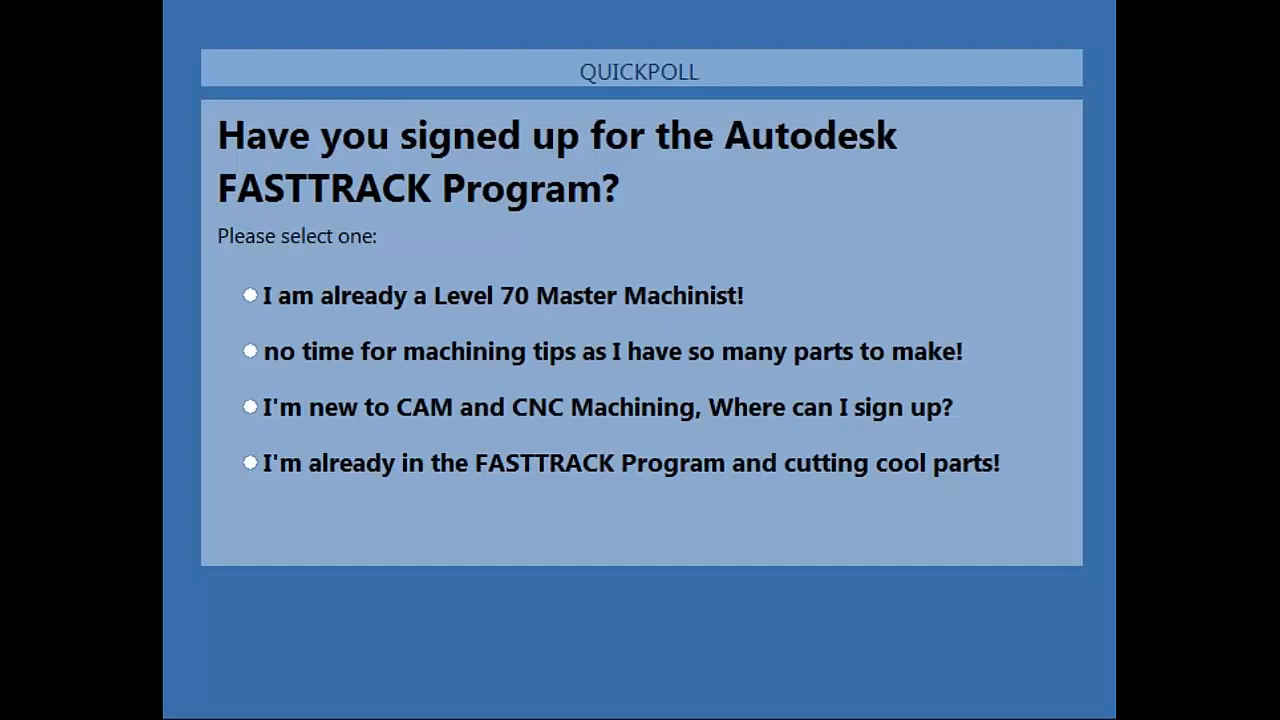 QUICKPOLL
Have you signed up for the Autodesk
FASTTRACK Program?
Please select one:
I am already a Level 70 Master Machinist!
no time for machining tips as I have so many parts to make!
I'm new to CAM and CNC Machining, Where can I sign up?
I'm already in the FASTTRACK Program and cutting cool parts!